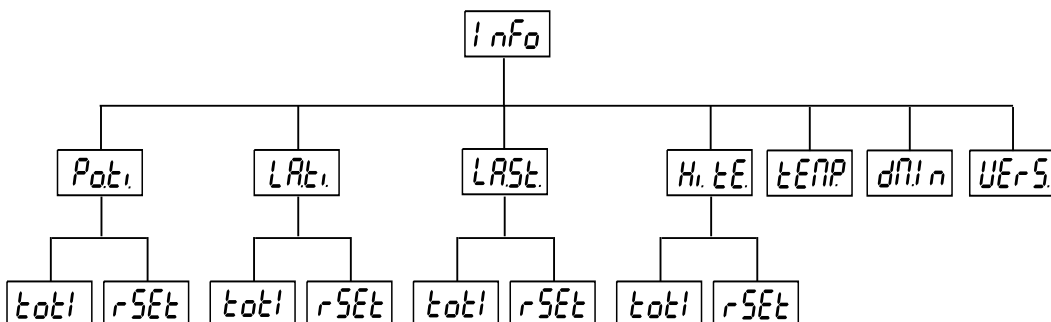 InFo
Po.ti. LA.ti. LA.St. Hi.tE. tEMP. dM.In VErS.
totl rSEt totl rSEt totl rSEt totl rSEt